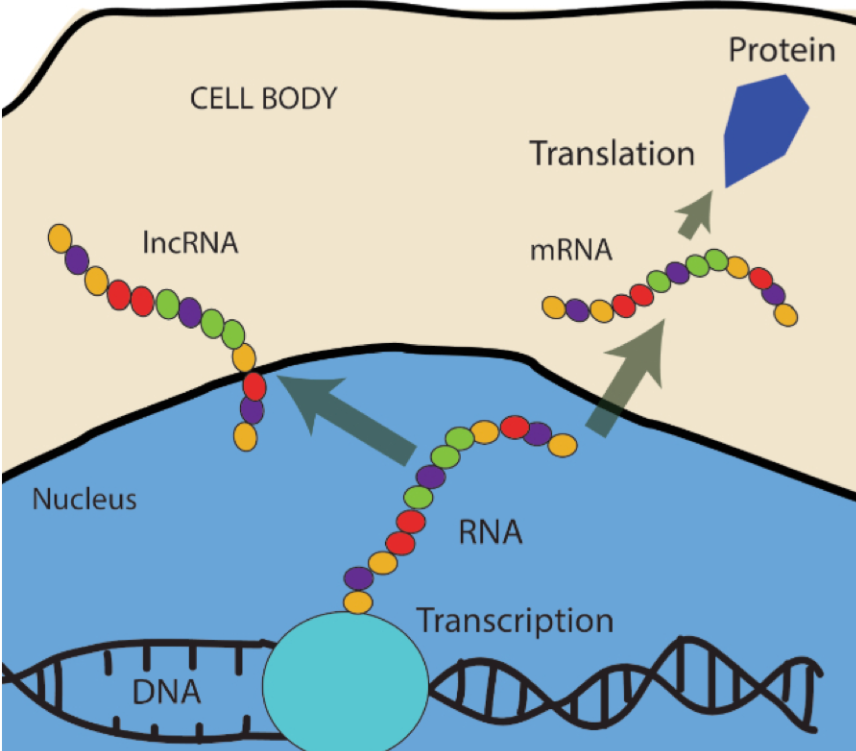 Protein
CELL BODY
Translation
lncRNA
mRNA
Nucleus
RNA
Transcription
DNA